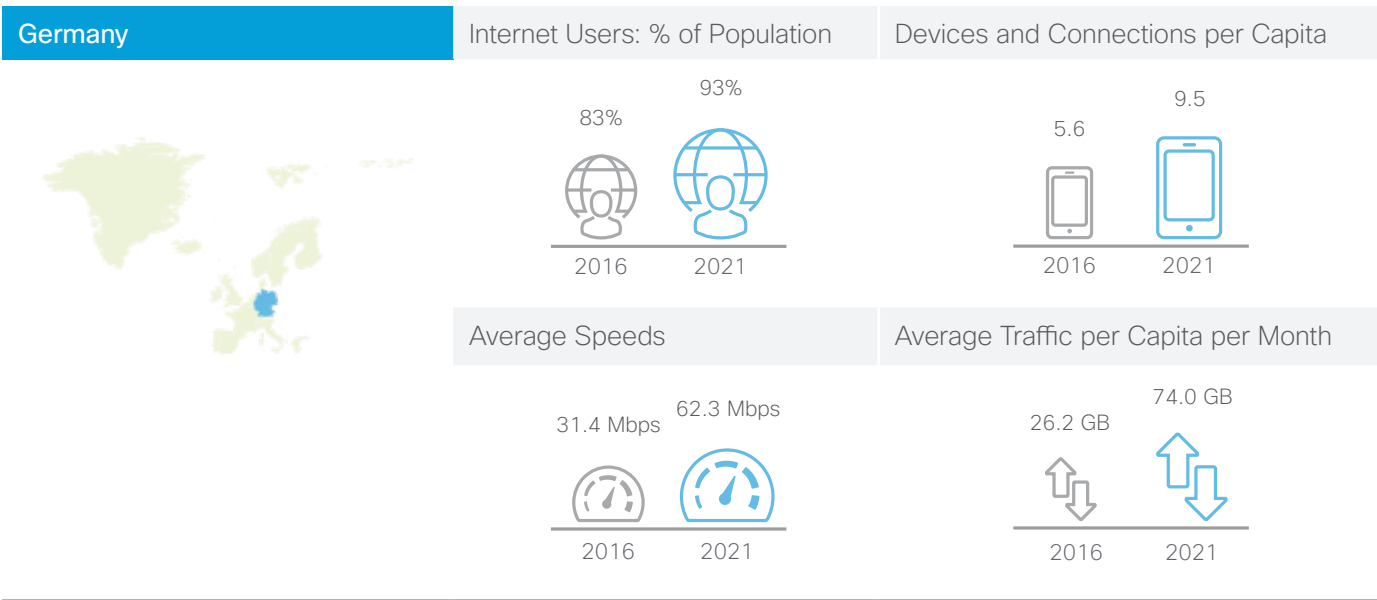 Germany
Internet Users: % of Population
83%
93%
2016
2021
Devices and Connections per Capita
5.6
9.5
2016
2021
Average Speeds
31.4 Mbps
62.3 Mbps
2016
2021
Average Traffic per Capita per Month
26.2 GB
74.0 GB
2016
2021